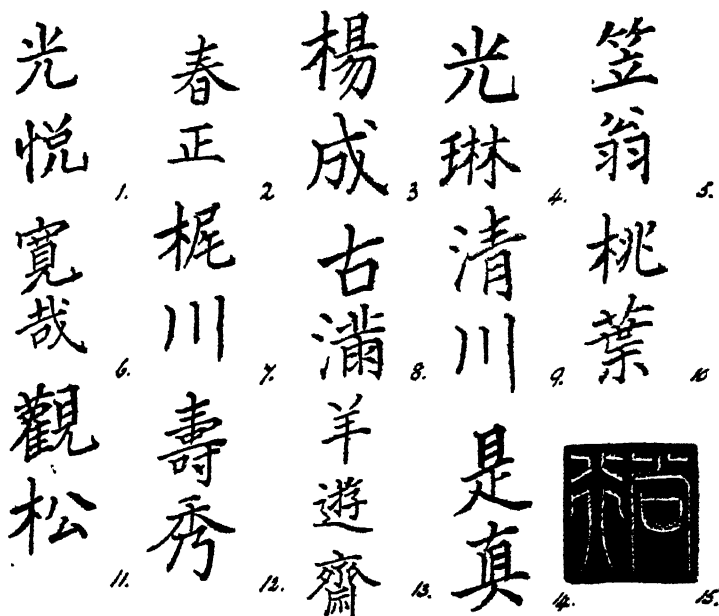 光悦 1.
春正 2
楊成 3
光琳 4.
笠翁 5.
寛哉 6.
梶川 7.
古満 8.
清川 9.
桃葉 10
觀松 11.
壽秀 12.
羊遊齋 13.
是真 14.
15.